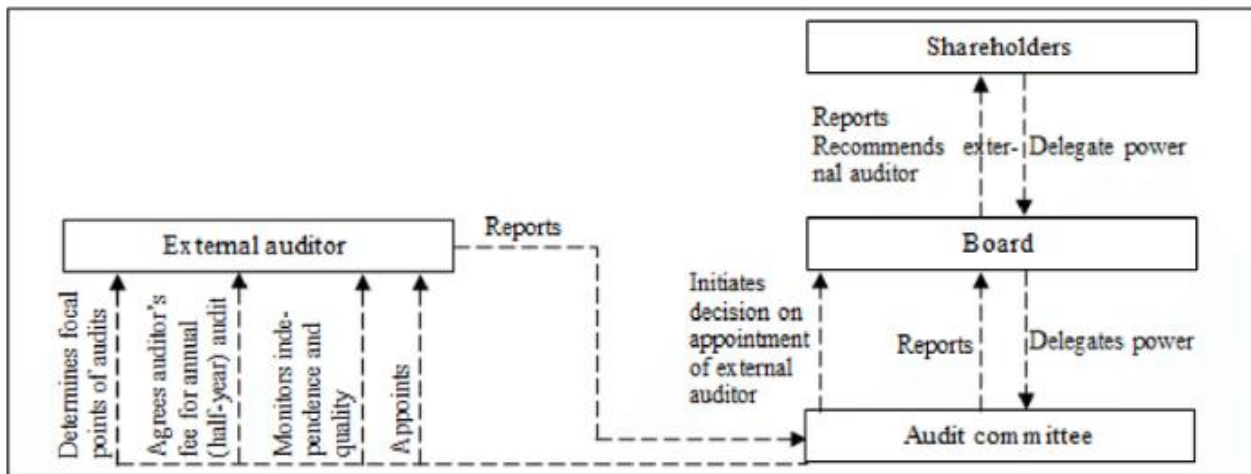 Shareholders
Reports
Recommends exter-
nal auditor
Delegate power
External auditor
Reports
Board
Determines focal
points of audits
Agrees auditor's
fee for annual
(half-year) audit
Monitors inde-
pendence and
quality
Appoints
Initiates
decision on
appointment
of external
auditor
Reports
Delegates power
Audit committee